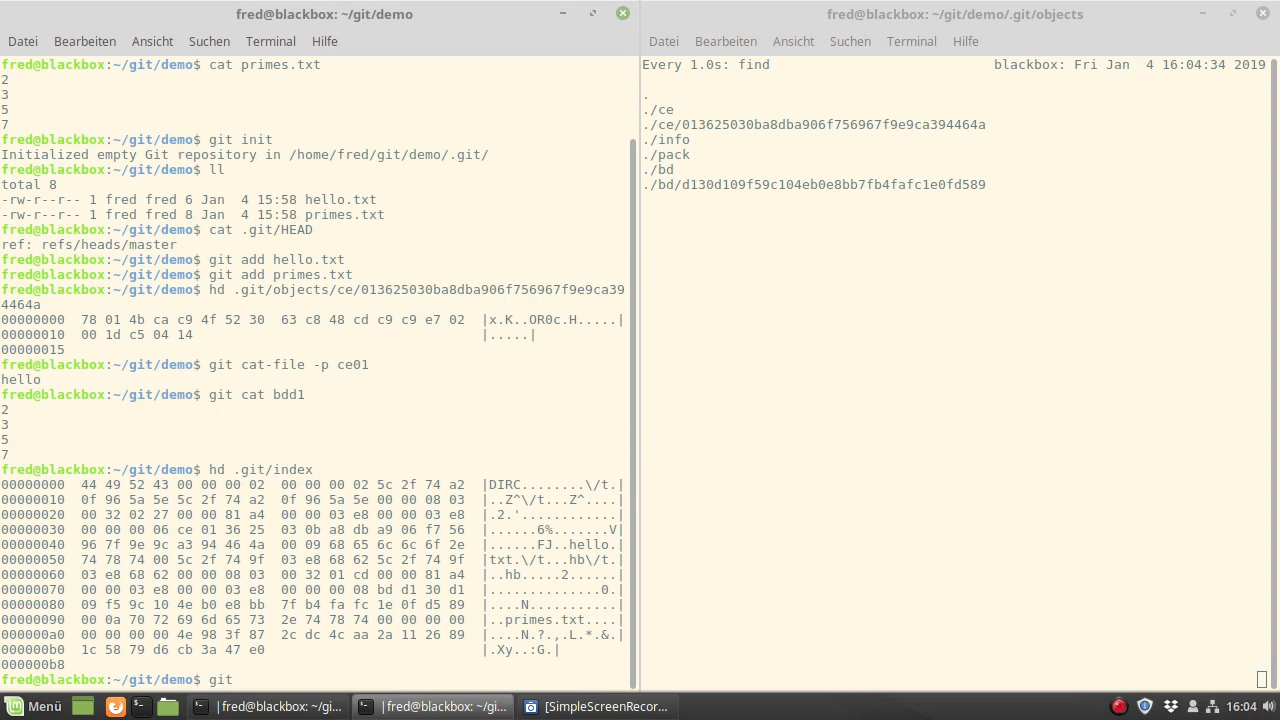 fred@blackbox: ~/git/demo
Datei Bearbeiten Ansicht Suchen Terminal Hilfe
fred@blackbox:~/git/demo$ cat primes.txt
2
3
5
7
fred@blackbox:~/git/demo$ git init
Initialized empty Git repository in /home/fred/git/demo/.git/
fred@blackbox:~/git/demo$ ll
total 8
-rw-r--r-- 1 fred fred 6 Jan  4 15:58 hello.txt
-rw-r--r-- 1 fred fred 8 Jan  4 15:58 primes.txt
fred@blackbox:~/git/demo$ cat .git/HEAD
ref: refs/heads/master
fred@blackbox:~/git/demo$ git add hello.txt
fred@blackbox:~/git/demo$ git add primes.txt
fred@blackbox:~/git/demo$ hd .git/objects/ce/013625030ba8dba906f756967f9e9ca39
4464a
00000000  78 01 4b ca c9 4f 52 30  63 c8 48 cd c9 c9 e7 02  |x.K..OR0c.H.....|
00000010  00 1d c5 04 14                                    |.....|
00000015
fred@blackbox:~/git/demo$ git cat-file -p ce01
hello
fred@blackbox:~/git/demo$ git cat bdd1
2
3
5
7
fred@blackbox:~/git/demo$ hd .git/index
00000000  44 49 52 43 00 00 00 02  00 00 00 02 5c 2f 74 a2  |DIRC........\/t.|
00000010  0f 96 5a 5e 5c 2f 74 a2  0f 96 5a 5e 00 00 08 03  |..Z^\/t...Z^....|
00000020  00 32 02 27 00 00 81 a4  00 00 03 e8 00 00 03 e8  |.2.'............|
00000030  00 00 00 06 ce 01 36 25  03 0b a8 db a9 06 f7 56  |......6%.......V|
00000040  96 7f 9e 9c a3 94 46 4a  00 09 68 65 6c 6c 6f 2e  |......FJ..hello.|
00000050  74 78 74 00 5c 2f 74 9f  03 e8 68 62 5c 2f 74 9f  |txt.\/t...hb\/t.|
00000060  03 e8 68 62 00 00 08 03  00 32 01 cd 00 00 81 a4  |..hb.....2......|
00000070  00 00 03 e8 00 00 03 e8  00 00 00 08 bd d1 30 d1  |..............0.|
00000080  09 f5 9c 10 4e b0 e8 bb  7f b4 fa fc 1e 0f d5 89  |....N...........|
00000090  00 0a 70 72 69 6d 65 73  2e 74 78 74 00 00 00 00  |..primes.txt....|
000000a0  00 00 00 00 4e 98 3f 87  2c dc 4c aa 2a 11 26 89  |....N.?.,.L.*.&.|
000000b0  1c 58 79 d6 cb 3a 47 e0                           |.Xy..:G.|
000000b8
fred@blackbox:~/git/demo$ git
fred@blackbox: ~/git/demo/.git/objects
Datei Bearbeiten Ansicht Suchen Terminal Hilfe
Every 1.0s: find blackbox: Fri Jan  4 16:04:34 2019
.
./ce
./ce/013625030ba8dba906f756967f9e9ca394464a
./info
./pack
./bd
./bd/d130d109f59c104eb0e8bb7fb4fafc1e0fd589
Menü |fred@blackbox: ~/gi... |fred@blackbox: ~/gi... [SimpleScreenRecor... 16:04